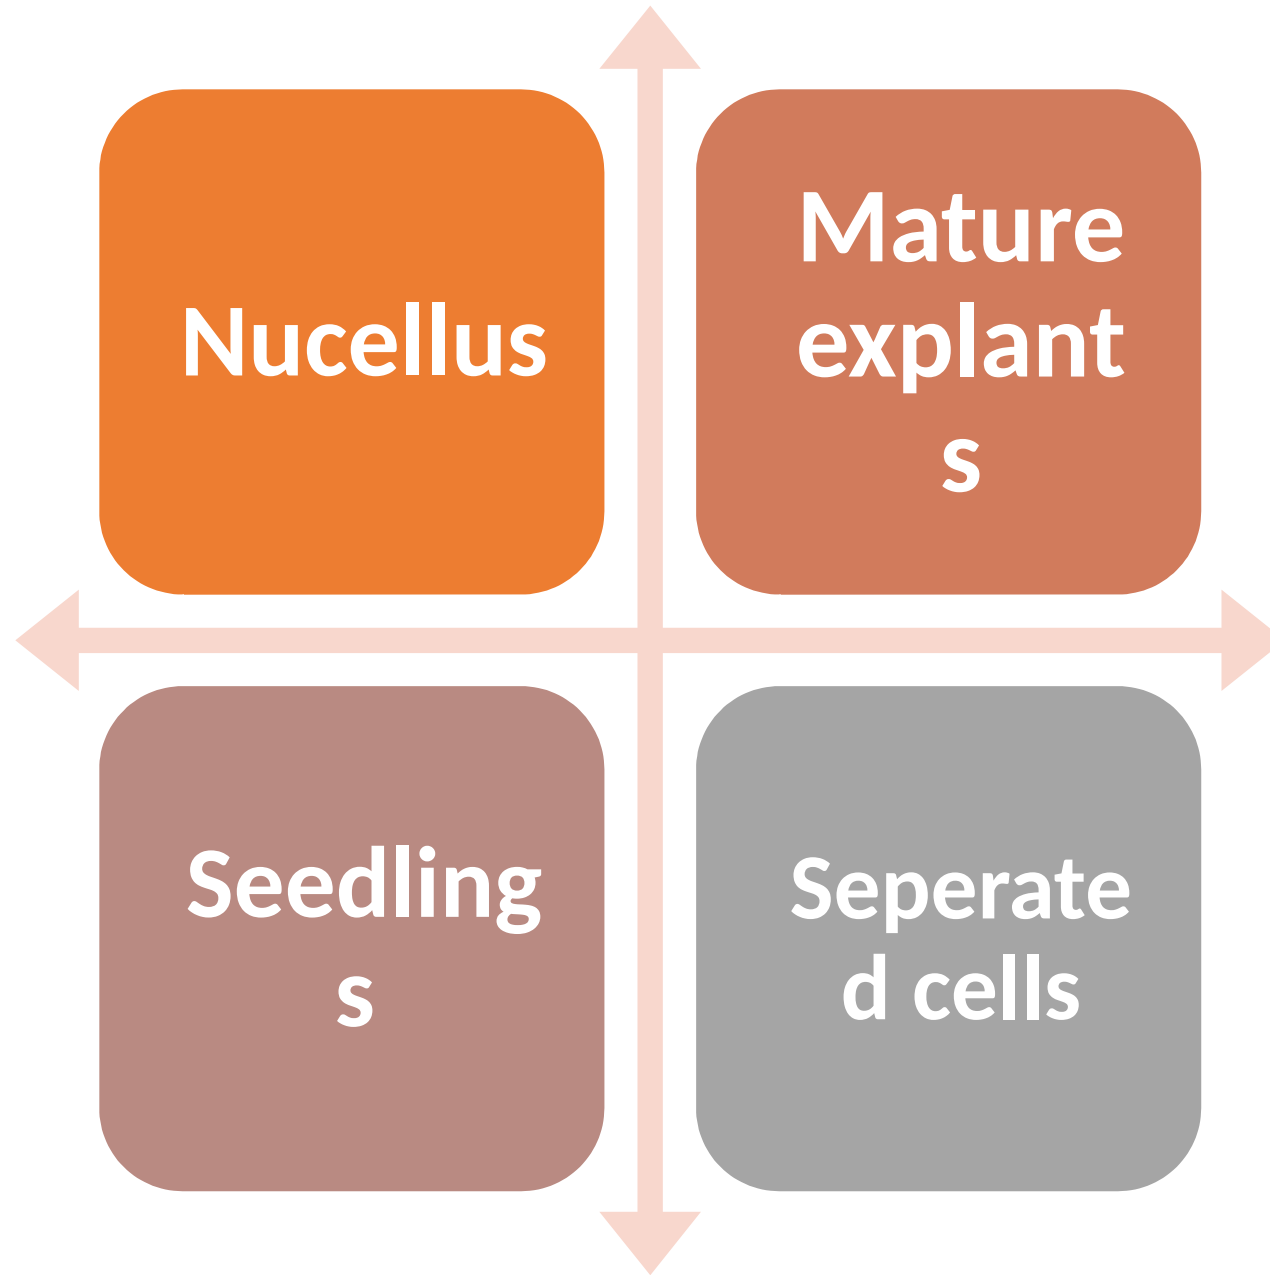 Nucellus
Mature
explant
s
Seedling
s
Seperate
d cells